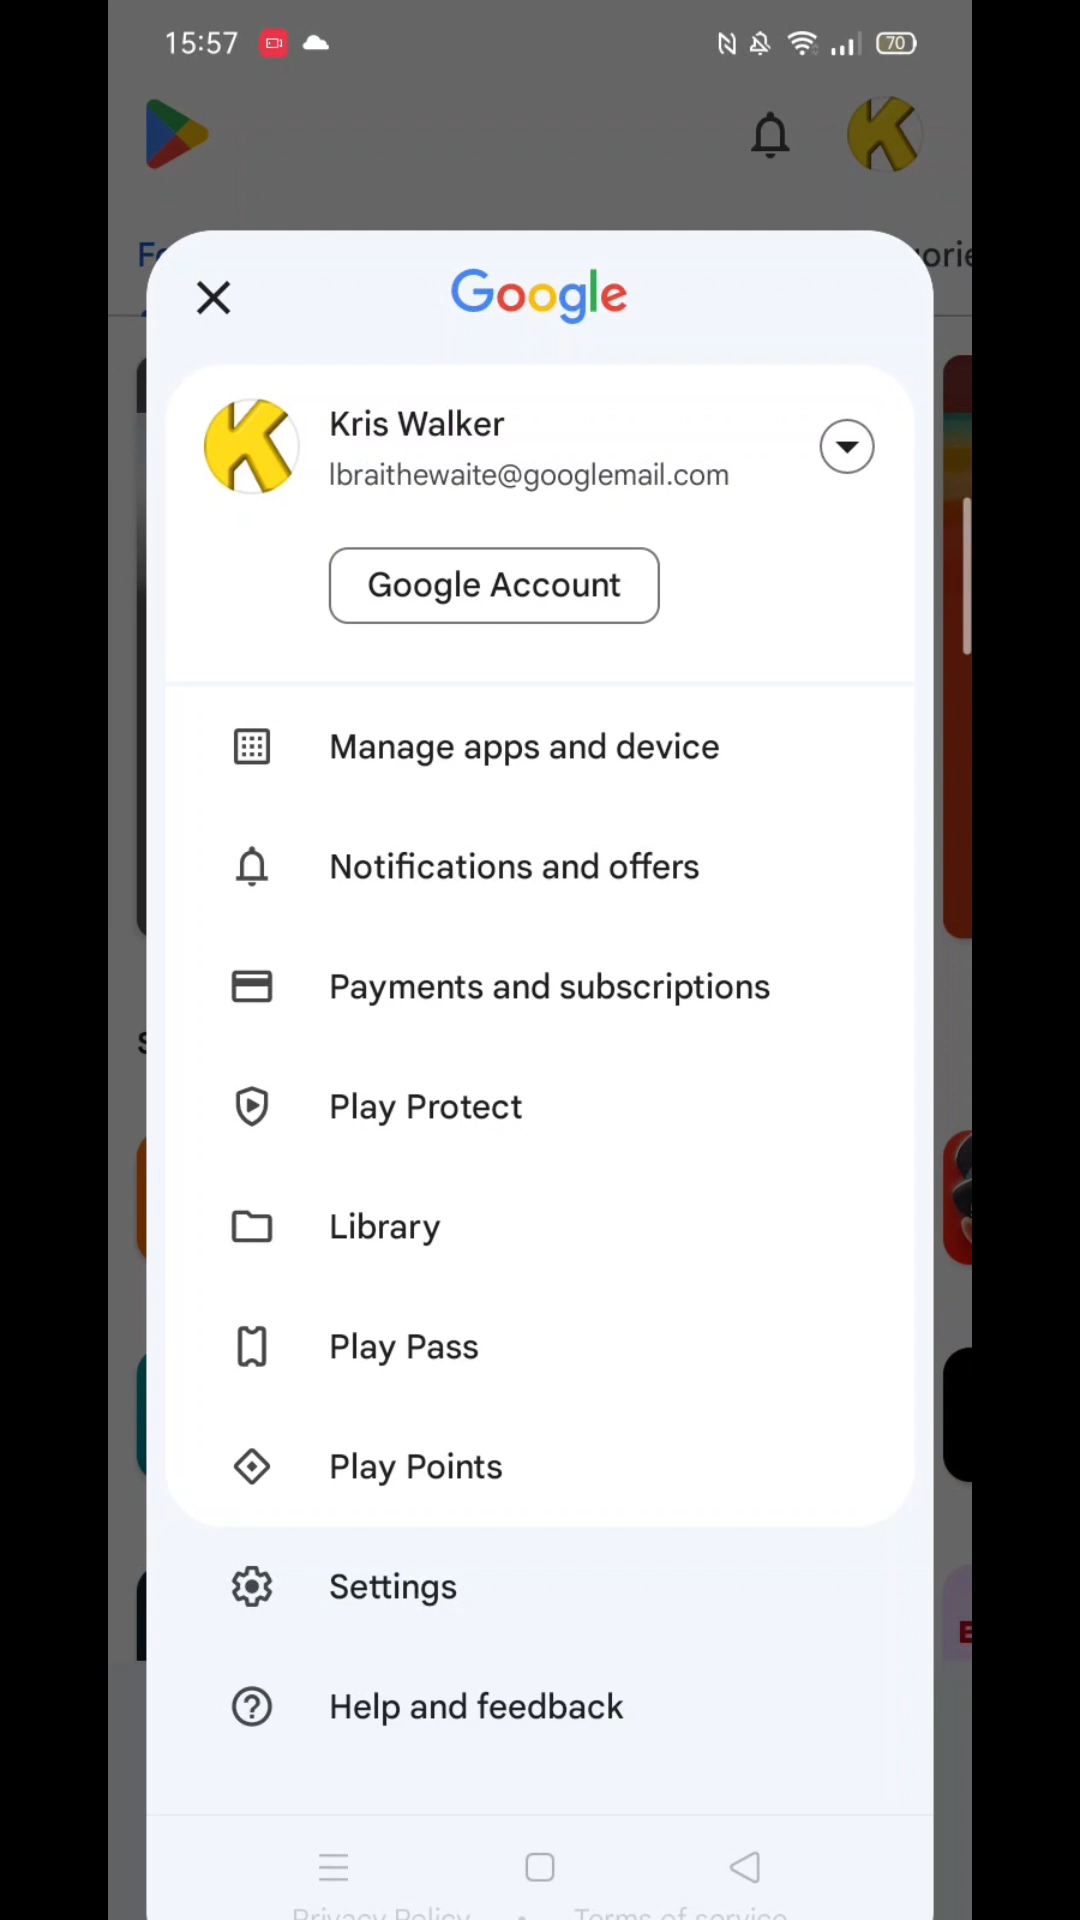 15:57
70
Google
Kris Walker
lbraithewaite@googlemail.com
Google Account
Manage apps and device
Notifications and offers
Payments and subscriptions
Play Protect
Library
Play Pass
Play Points
Settings
Help and feedback
Privacy Policy • Terms of service